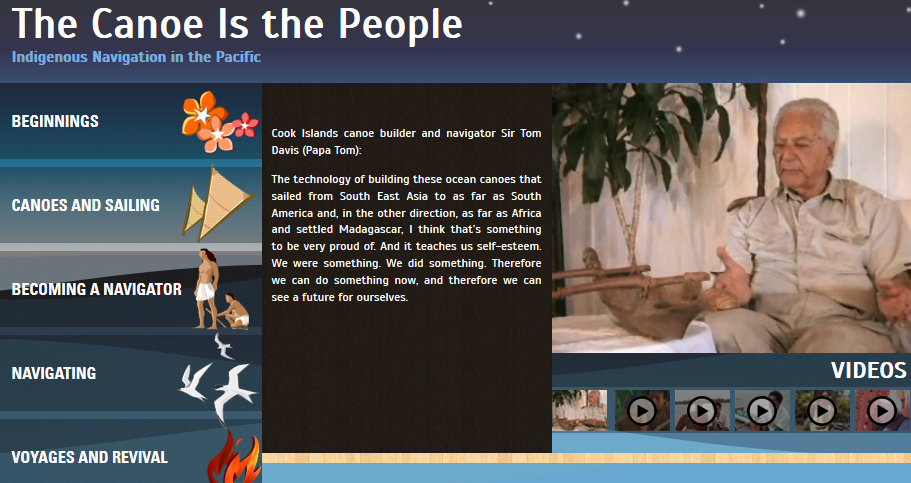 The Canoe Is the People
Indigenous Navigation in the Pacific
BEGINNINGS
CANOES AND SAILING
BECOMING A NAVIGATOR
NAVIGATING
VOYAGES AND REVIVAL
Cook Islands canoe builder and navigator Sir Tom
Davis (Papa Tom):
The technology of building these ocean canoes that
sailed from South East Asia to as far as South
America and, in the other direction, as far as Africa
and settled Madagascar, I think that's something
to be very proud of. And it teaches us self-esteem.
We were something. We did something. Therefore
we can do something now, and therefore we can
see a future for ourselves.
VIDEOS